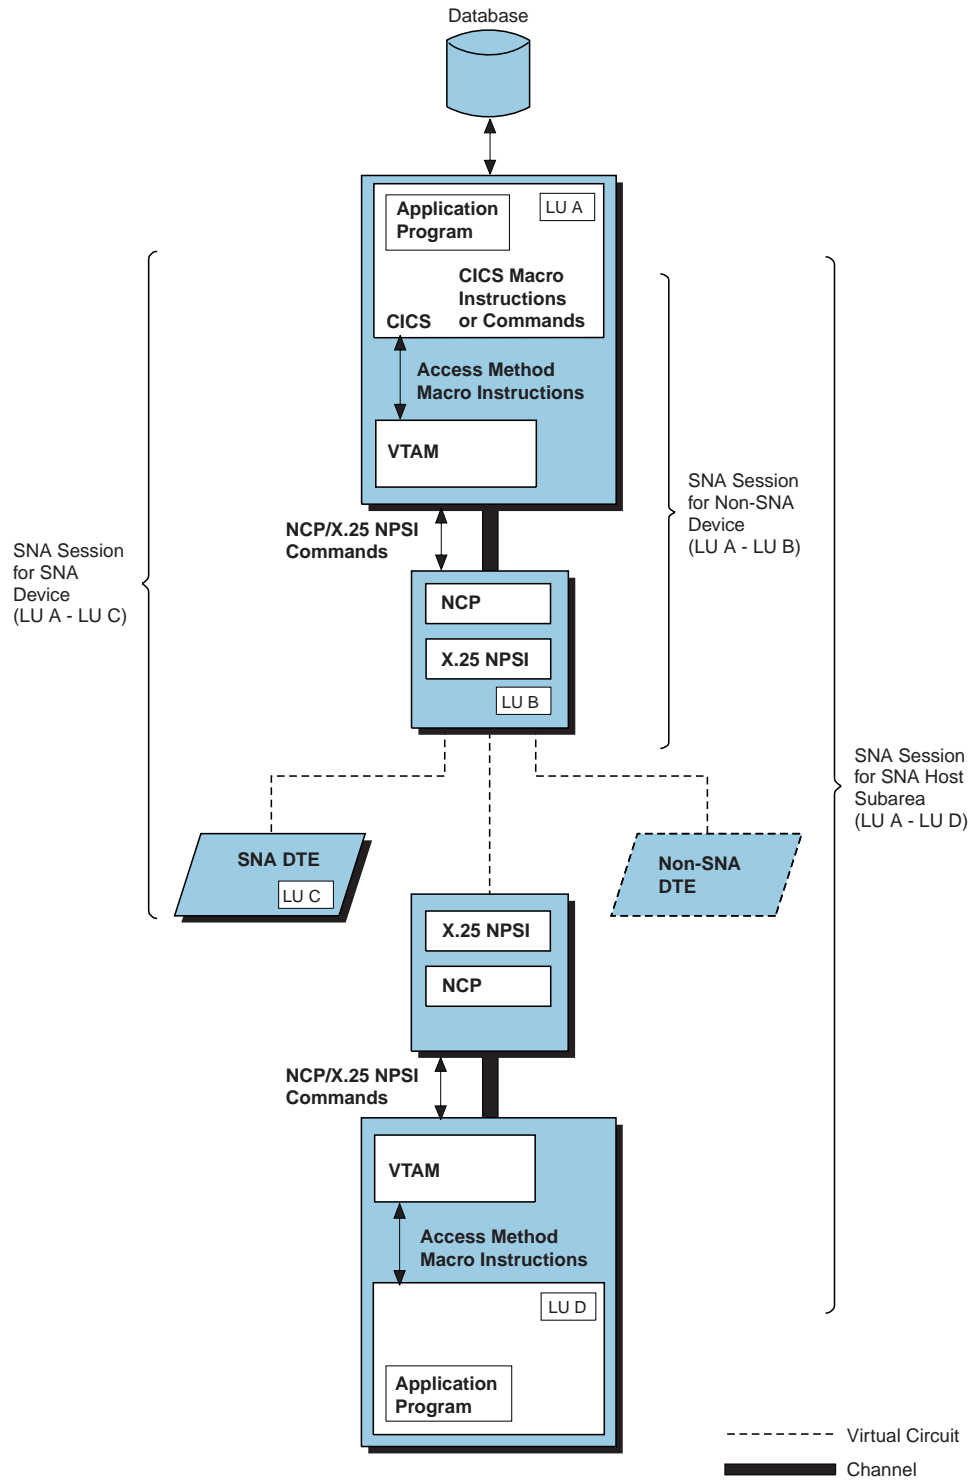 Database
Application
Program
LU A
CICS Macro
Instructions
or Commands
CICS
Access Method
Macro Instructions
VTAM
SNA Session
for Non-SNA
Device
(LU A - LU B)
NCP/X.25 NPSI
Commands
SNA Session
for SNA
Device
(LU A - LU C)
NCP
X.25 NPSI
LU B
SNA Session
for SNA Host
Subarea
(LU A - LU D)
SNA DTE
LU C
Non-SNA
DTE
X.25 NPSI
NCP
NCP/X.25 NPSI
Commands
VTAM
Access Method
Macro Instructions
LU D
Application
Program
Virtual Circuit
Channel